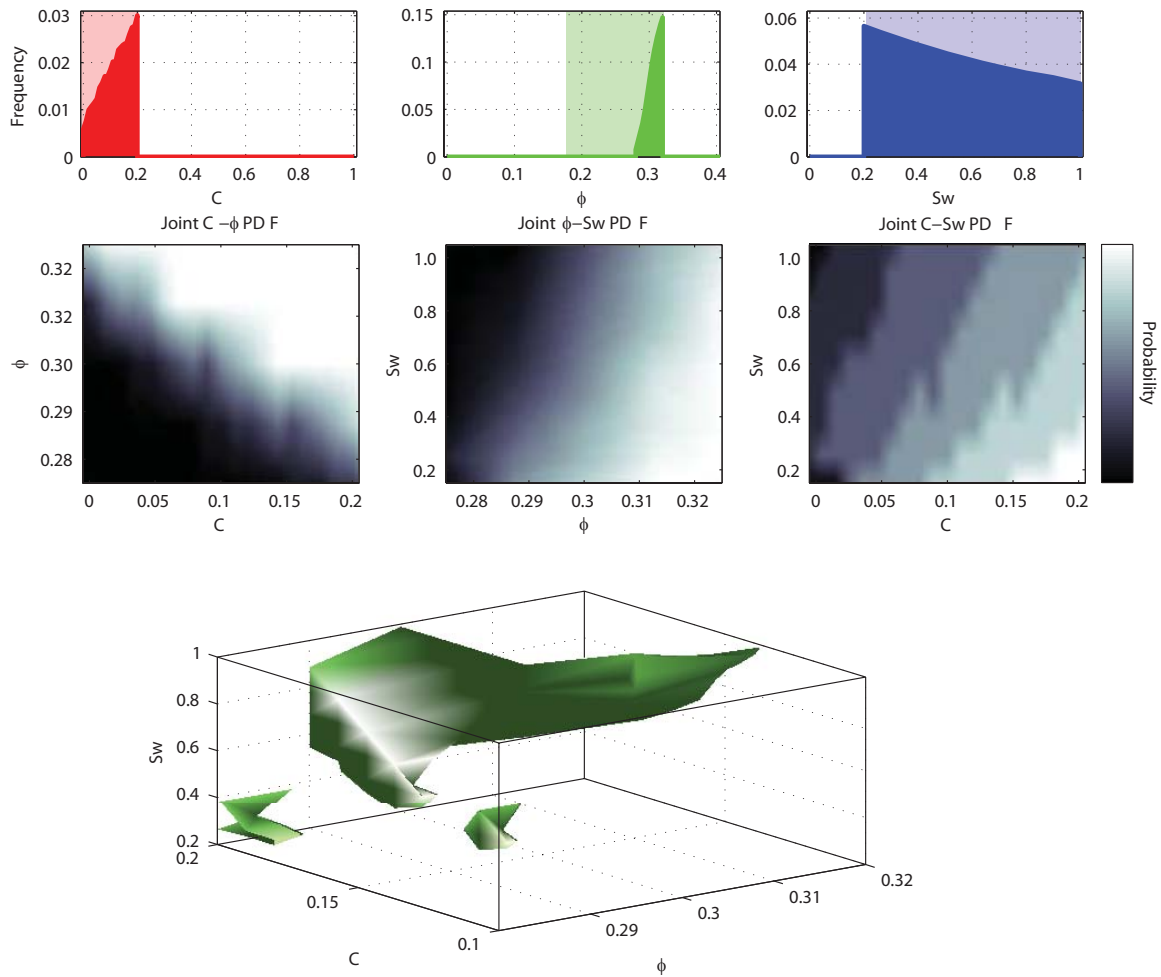 Frequency
0.03
0.02
0.01
0
0 0.2 0.4 0.6 0.8 1
C
0.15
0.10
0.05
0
0 0.1 0.2 0.3 0.4
ϕ
0.06
0.04
0.02
0
0 0.2 0.4 0.6 0.8 1
Sw
Joint C –ϕ PD F
ϕ
0.32
0.32
0.30
0.29
0.28
0 0.05 0.1 0.15 0.2
C
Joint ϕ–Sw PD F
Sw
1.0
0.8
0.6
0.4
0.2
0.28 0.29 0.3 0.31 0.32
ϕ
Joint C–Sw PD F
Sw
1.0
0.8
0.6
0.4
0.2
0 0.05 0.1 0.15 0.2
C
Probability
Sw
1
0.8
0.6
0.4
0.2
0.2
0.15
0.1
C
0.29
0.3
0.31
0.32
ϕ